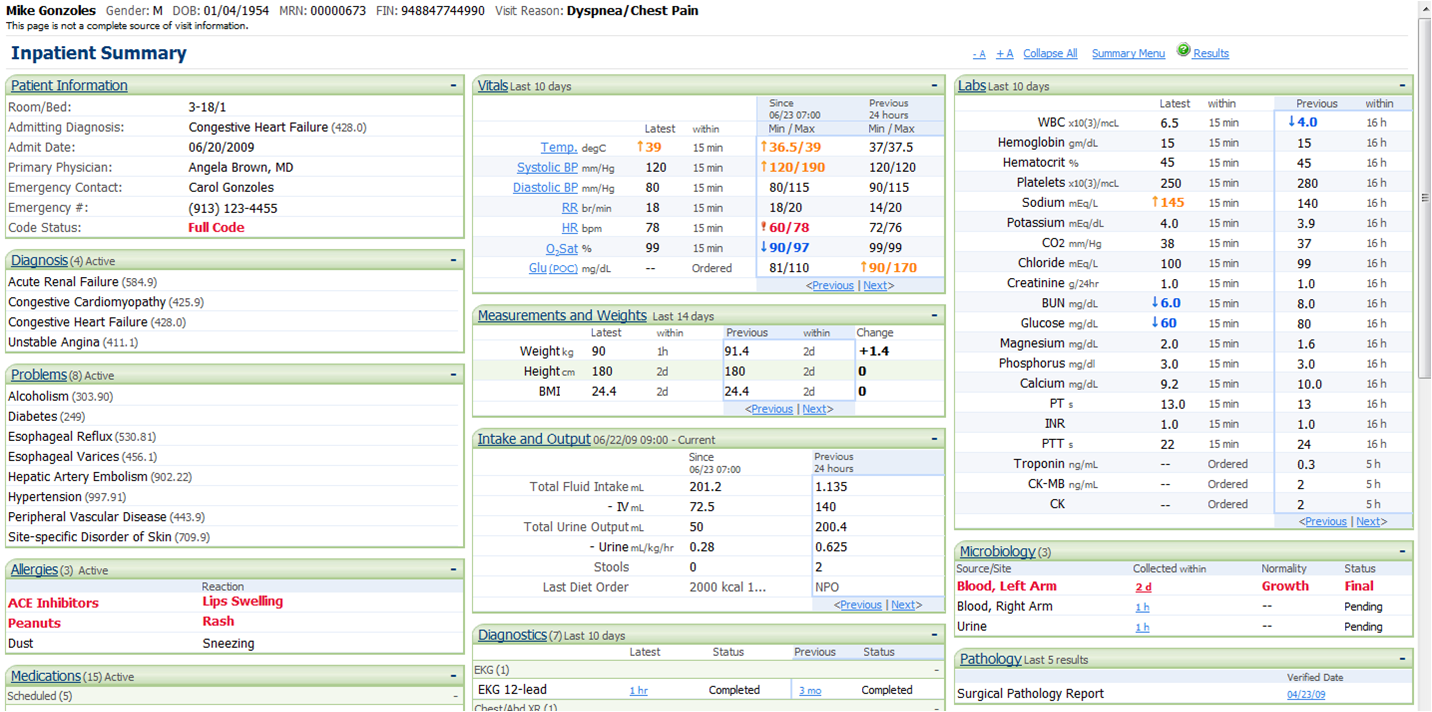 Mike Gonzoles Gender: M DOB: 01/04/1954 MRN: 00000673 FIN: 948847744990 Visit Reason: Dyspnea/Chest Pain
This page is not a complete source of visit information.
Inpatient Summary
- A + A Collapse All Summary Menu Results
Patient Information -
Room/Bed: 3-18/1
Admitting Diagnosis: Congestive Heart Failure (428.0)
Admit Date: 06/20/2009
Primary Physician: Angela Brown, MD
Emergency Contact: Carol Gonzoles
Emergency #: (913) 123-4455
Code Status: Full Code
Diagnosis (4) Active -
Acute Renal Failure (584.9)
Congestive Cardiomyopathy (425.9)
Congestive Heart Failure (428.0)
Unstable Angina (411.1)
Problems (8) Active -
Alcoholism (303.90)
Diabetes (249)
Esophageal Reflux (530.81)
Esophageal Varices (456.1)
Hepatic Artery Embolism (902.22)
Hypertension (997.91)
Peripheral Vascular Disease (443.9)
Site-specific Disorder of Skin (709.9)
Allergies (3) Active -
Reaction
ACE Inhibitors Lips Swelling
Peanuts Rash
Dust Sneezing
Medications (15) Active -
Scheduled (5) -
Vitals Last 10 days -
Since Previous
06/23 07:00 24 hours
Latest within Min / Max Min / Max
Temp. degC ↑39 15 min ↑36.5/39 37/37.5
Systolic BP mm/Hg 120 15 min ↑120/190 120/120
Diastolic BP mm/Hg 80 15 min 80/115 90/115
RR br/min 18 15 min 18/20 14/20
HR bpm 78 15 min !60/78 72/76
O2Sat % 99 15 min ↓90/97 99/99
Glu (POC) mg/dL -- Ordered 81/110 ↑90/170
<Previous | Next>
Measurements and Weights Last 14 days -
Latest within Previous within Change
Weight kg 90 1h 91.4 2d +1.4
Height cm 180 2d 180 2d 0
BMI 24.4 2d 24.4 2d 0
<Previous | Next>
Intake and Output 06/22/09 09:00 - Current -
Since Previous
06/23 07:00 24 hours
Total Fluid Intake mL 201.2 1.135
- IV mL 72.5 140
Total Urine Output mL 50 200.4
- Urine mL/kg/hr 0.28 0.625
Stools 0 2
Last Diet Order 2000 kcal 1... NPO
<Previous | Next>
Diagnostics (7) Last 10 days -
Latest Status Previous Status
EKG (1) -
EKG 12-lead 1 hr Completed 3 mo Completed
Chest/Abd XR (1) -
Labs Last 10 days -
Latest within Previous within
WBC x10(3)/mcL 6.5 15 min ↓4.0 16 h
Hemoglobin gm/dL 15 15 min 15 16 h
Hematocrit % 45 15 min 45 16 h
Platelets x10(3)/mcL 250 15 min 280 16 h
Sodium mEq/L ↑145 15 min 140 16 h
Potassium mEq/dL 4.0 15 min 3.9 16 h
CO2 mm/Hg 38 15 min 37 16 h
Chloride mEq/L 100 15 min 99 16 h
Creatinine g/24hr 1.0 15 min 1.0 16 h
BUN mg/dL ↓6.0 15 min 8.0 16 h
Glucose mg/dL ↓60 15 min 80 16 h
Magnesium mg/dL 2.0 15 min 1.6 16 h
Phosphorus mg/dl 3.0 15 min 3.0 16 h
Calcium mg/dL 9.2 15 min 10.0 16 h
PT s 13.0 15 min 13 16 h
INR 1.0 15 min 1.0 16 h
PTT s 22 15 min 24 16 h
Troponin ng/mL -- Ordered 0.3 5 h
CK-MB ng/mL -- Ordered 2 5 h
CK -- Ordered 2 5 h
<Previous | Next>
Microbiology (3) -
Source/Site Collected within Normality Status
Blood, Left Arm 2 d Growth Final
Blood, Right Arm 1 h -- Pending
Urine 1 h -- Pending
Pathology Last 5 results -
Verified Date
Surgical Pathology Report 04/23/09